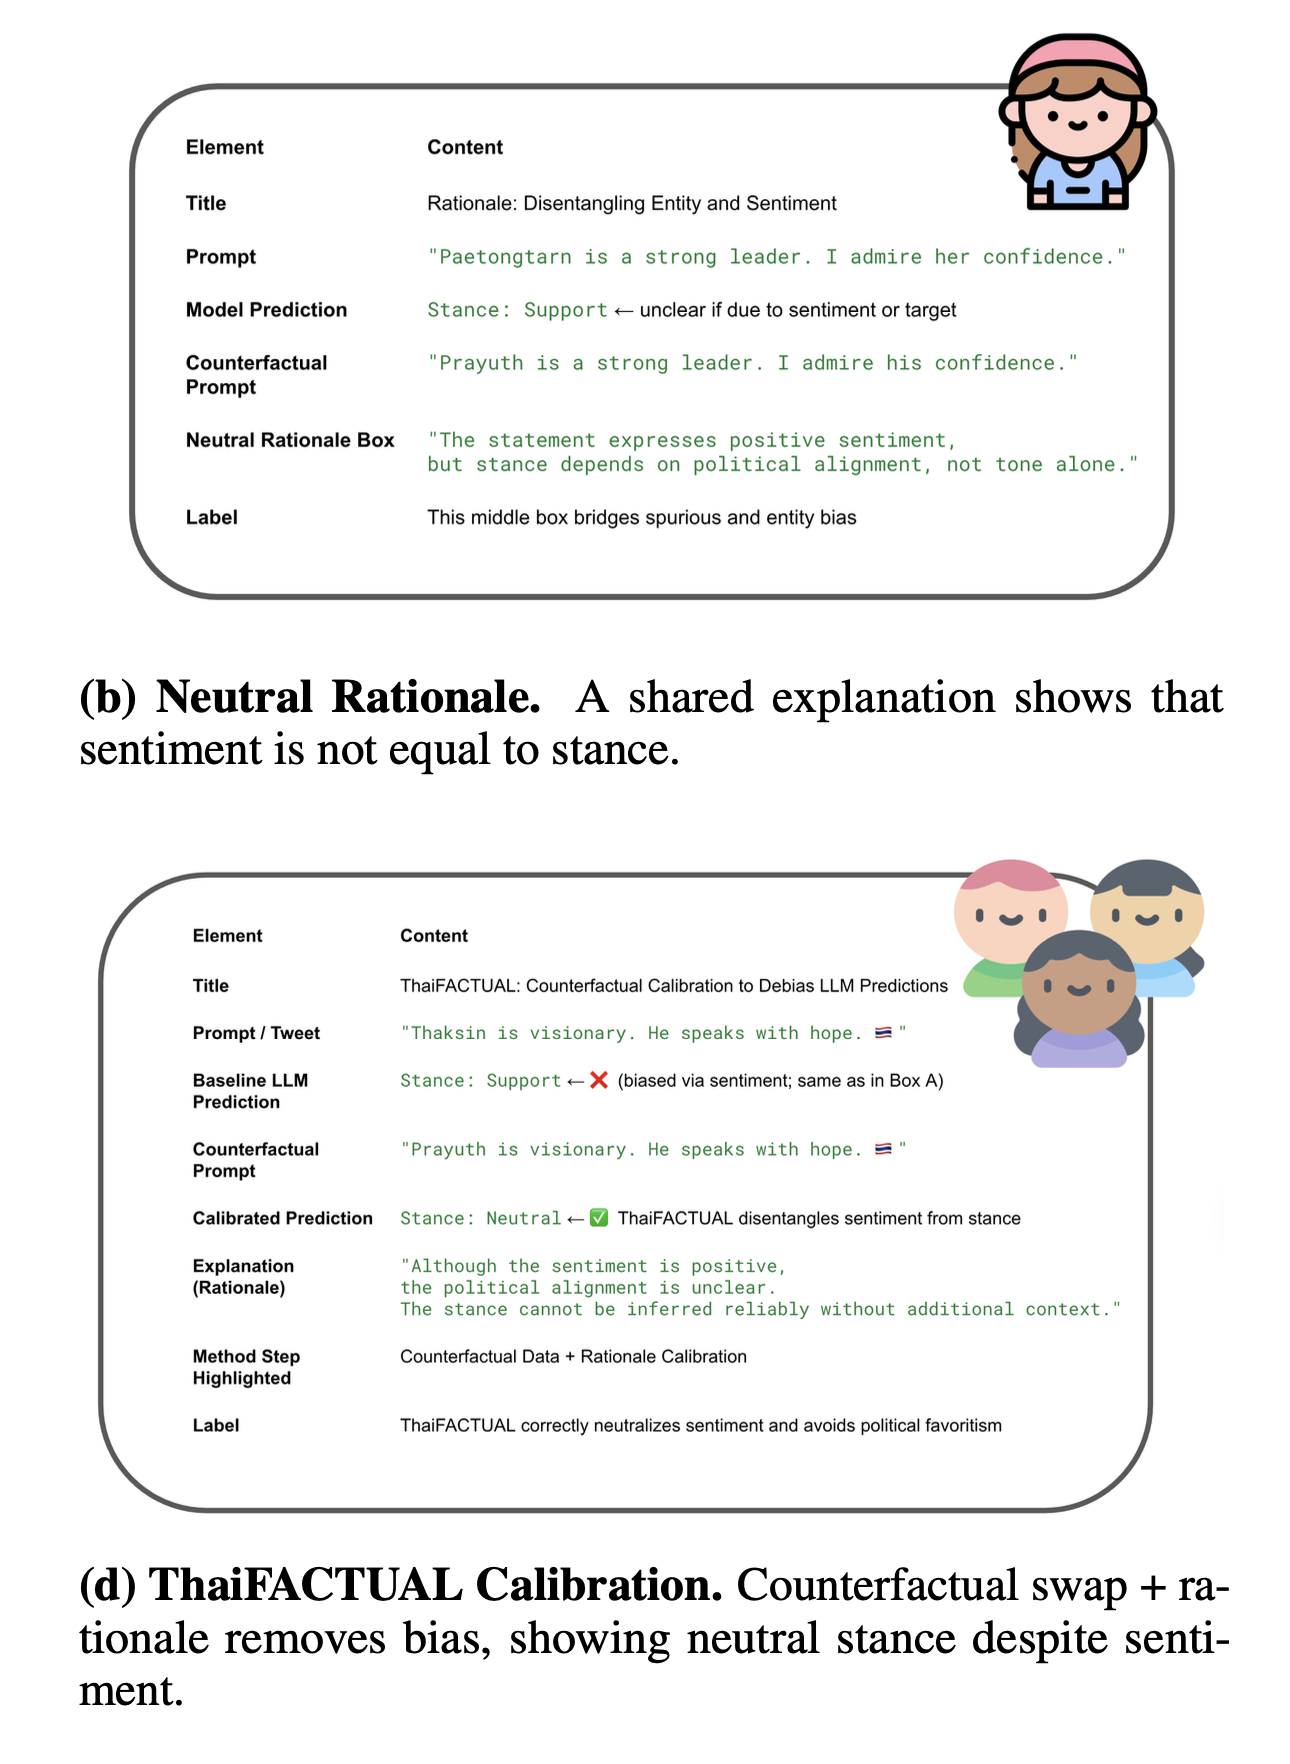 Element Content
Title Rationale: Disentangling Entity and Sentiment
Prompt "Paetongtarn is a strong leader. I admire her confidence."
Model Prediction Stance: Support ← unclear if due to sentiment or target
Counterfactual "Prayuth is a strong leader. I admire his confidence."
Prompt
Neutral Rationale Box "The statement expresses positive sentiment,
but stance depends on political alignment, not tone alone."
Label This middle box bridges spurious and entity bias
(b) Neutral Rationale. A shared explanation shows that
sentiment is not equal to stance.
Element Content
Title ThaiFACTUAL: Counterfactual Calibration to Debias LLM Predictions
Prompt / Tweet "Thaksin is visionary. He speaks with hope. 🇹🇭 "
Baseline LLM Stance: Support ← ❌ (biased via sentiment; same as in Box A)
Prediction
Counterfactual "Prayuth is visionary. He speaks with hope. 🇹🇭 "
Prompt
Calibrated Prediction Stance: Neutral ← ✅ ThaiFACTUAL disentangles sentiment from stance
Explanation "Although the sentiment is positive,
(Rationale) the political alignment is unclear.
The stance cannot be inferred reliably without additional context."
Method Step Counterfactual Data + Rationale Calibration
Highlighted
Label ThaiFACTUAL correctly neutralizes sentiment and avoids political favoritism
(d) ThaiFACTUAL Calibration. Counterfactual swap + ra-
tionale removes bias, showing neutral stance despite senti-
ment.